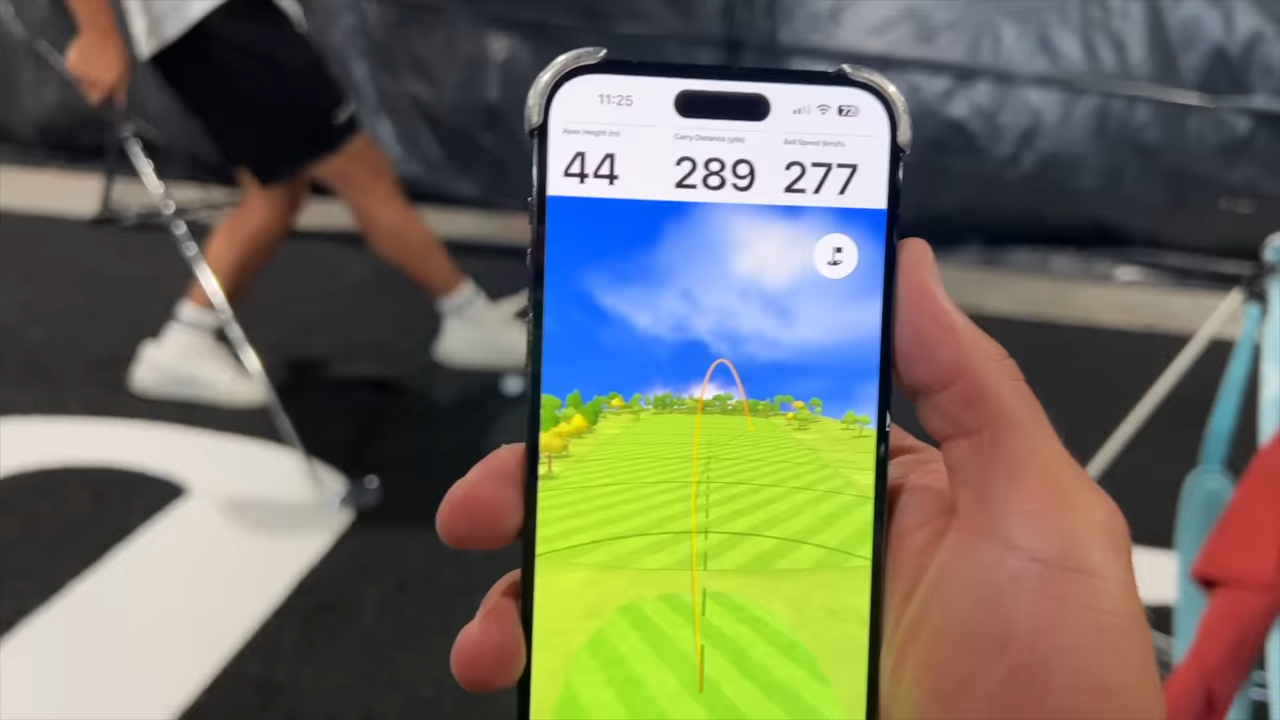 11:25
72
Apex Height (m)
Carry Distance (yds)
Ball Speed (km/h)
44
289
277